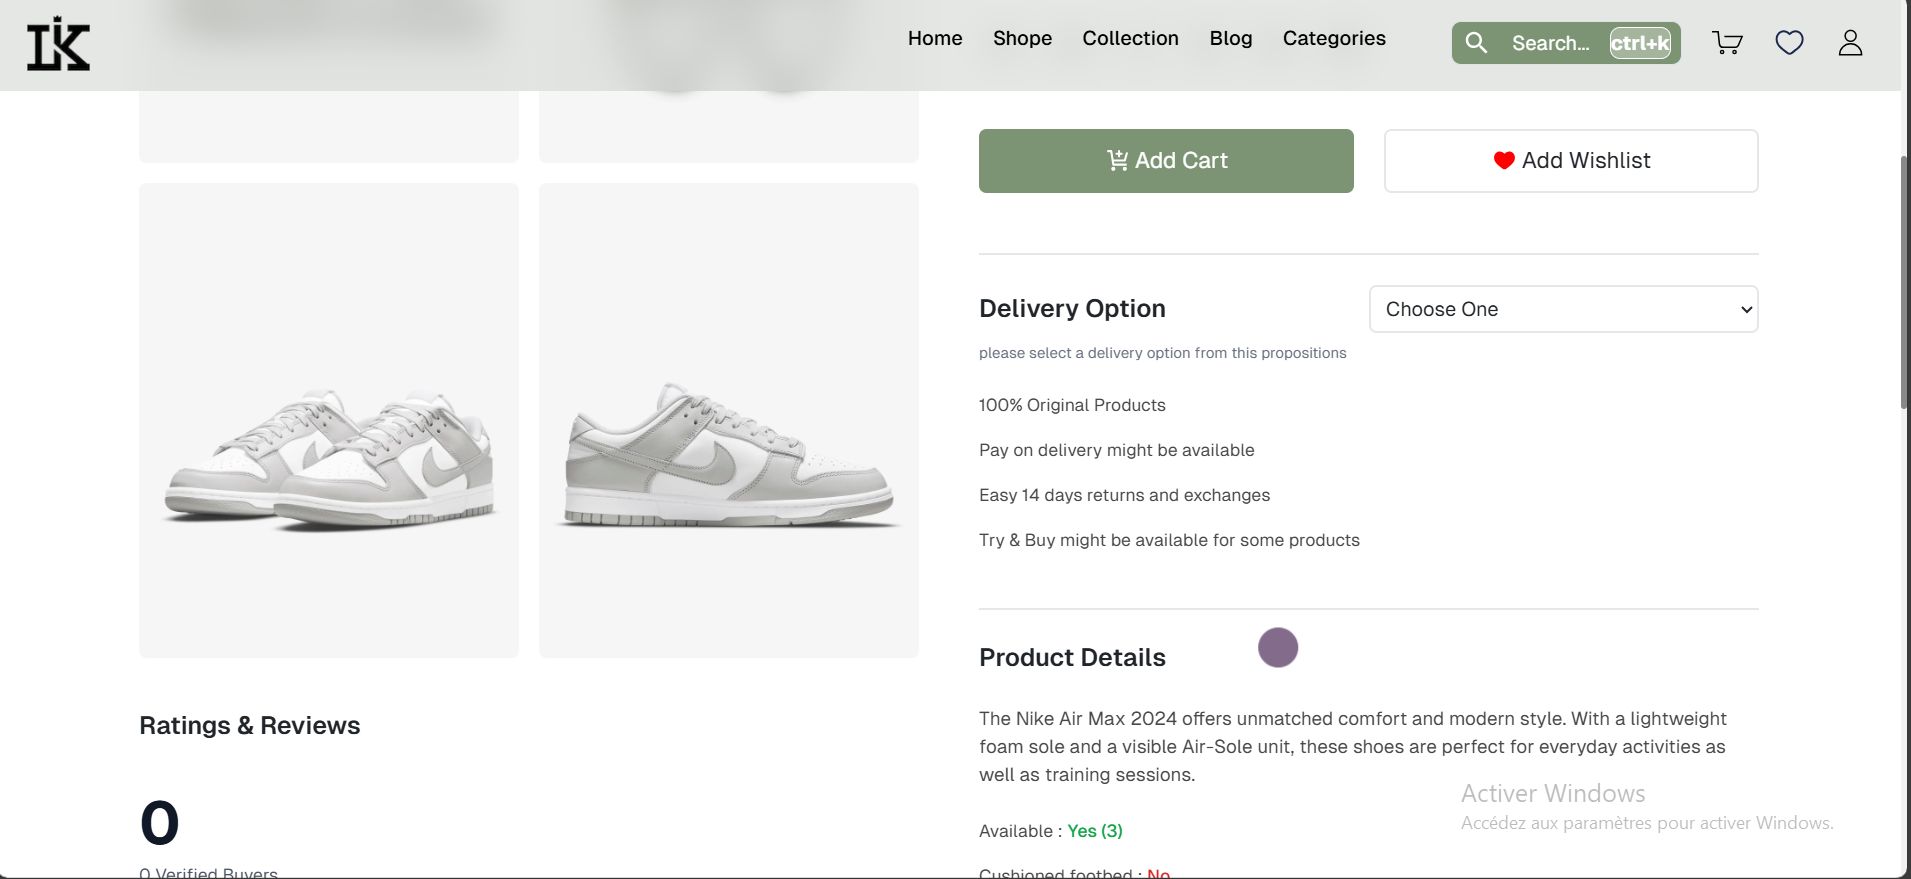 IK
Home Shope Collection Blog Categories
Search... ctrl+k
Add Cart
Add Wishlist
Delivery Option
Choose One
please select a delivery option from this propositions
100% Original Products
Pay on delivery might be available
Easy 14 days returns and exchanges
Try & Buy might be available for some products
Product Details
The Nike Air Max 2024 offers unmatched comfort and modern style. With a lightweight
foam sole and a visible Air-Sole unit, these shoes are perfect for everyday activities as
well as training sessions.
Available : Yes (3)
Cushioned footbed : No
Ratings & Reviews
0
0 Verified Buyers
Activer Windows
Accédez aux paramètres pour activer Windows.